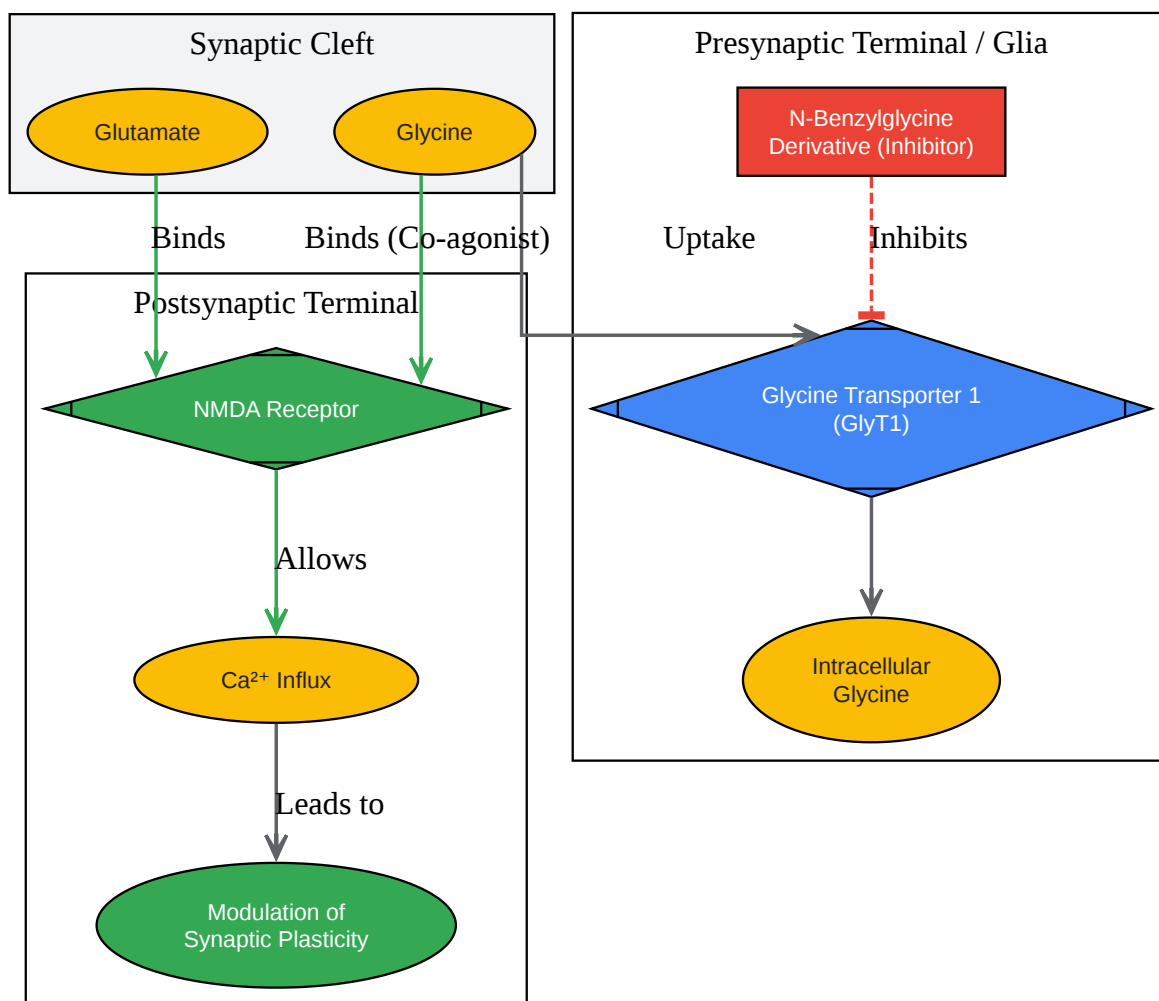 Synaptic Cleft
Presynaptic Terminal / Glia
Glutamate
Glycine
N-Benzylglycine
Derivative (Inhibitor)
Binds
Binds (Co-agonist)
Uptake
Inhibits
Postsynaptic Terminal
NMDA Receptor
Glycine Transporter 1
(GlyT1)
Allows
Ca²⁺ Influx
Intracellular
Glycine
Leads to
Modulation of
Synaptic Plasticity